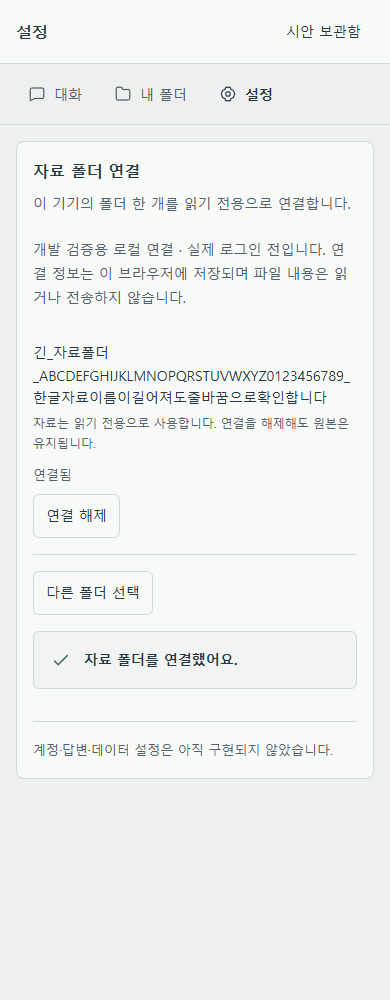 설정
시안 보관함
대화
내 폴더
설정
자료 폴더 연결
이 기기의 폴더 한 개를 읽기 전용으로 연결합니다.
개발 검증용 로컬 연결 · 실제 로그인 전입니다. 연
결 정보는 이 브라우저에 저장되며 파일 내용은 읽
거나 전송하지 않습니다.
긴_자료폴더
_ABCDEFGHIJKLMNOPQRSTUVWXYZ0123456789_
한글자료이름이길어져도줄바꿈으로확인합니다
자료는 읽기 전용으로 사용합니다. 연결을 해제해도 원본은
유지됩니다.
연결됨
연결 해제
다른 폴더 선택
자료 폴더를 연결했어요.
계정·답변·데이터 설정은 아직 구현되지 않았습니다.